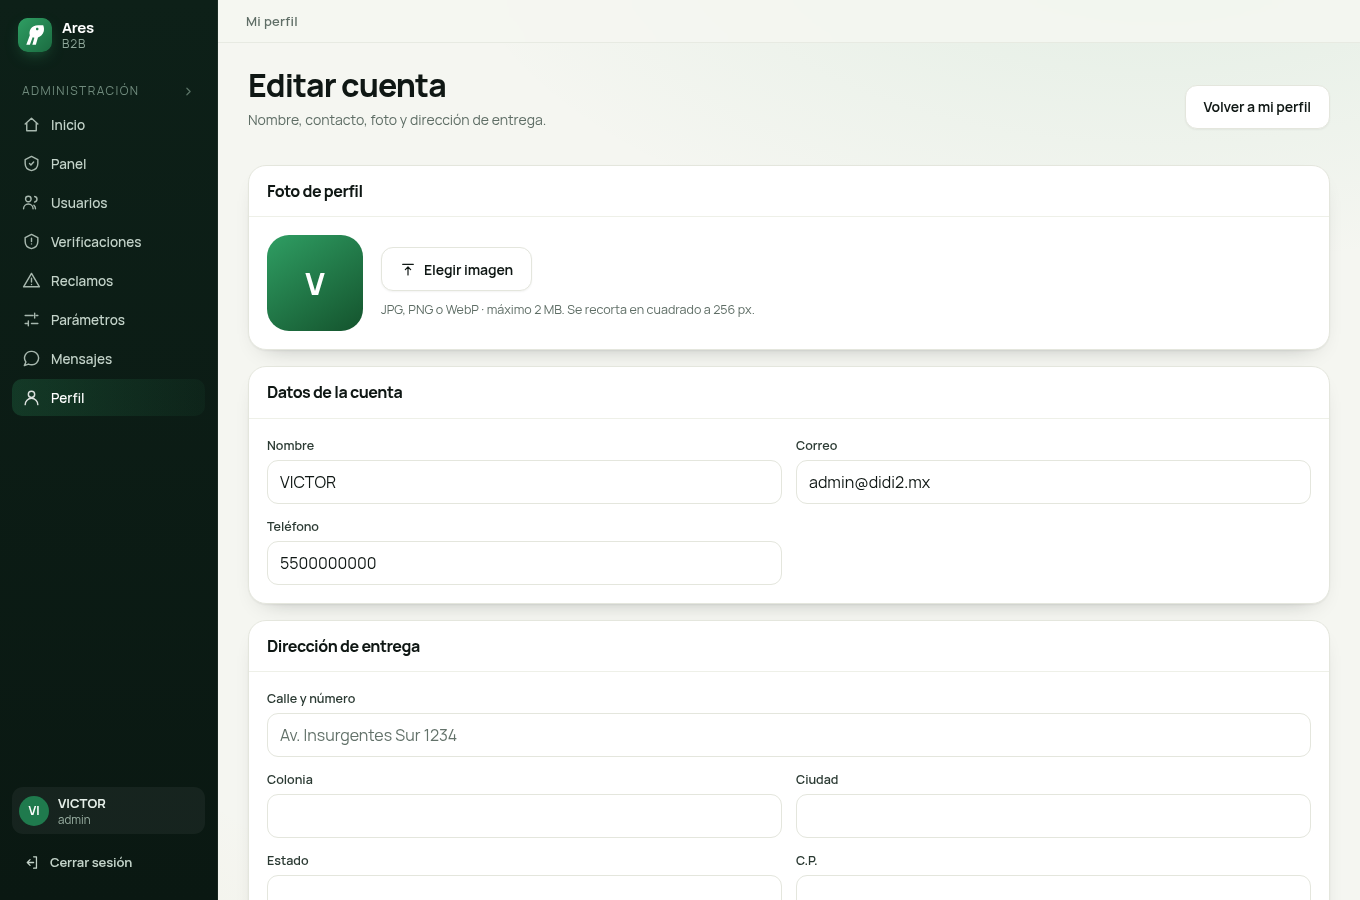 Ares
B2B
ADMINISTRACIÓN
Inicio
Panel
Usuarios
Verificaciones
Reclamos
Parámetros
Mensajes
Perfil
VI
VICTOR
admin
Cerrar sesión
Mi perfil
Editar cuenta
Nombre, contacto, foto y dirección de entrega.
Volver a mi perfil
Foto de perfil
V
Elegir imagen
JPG, PNG o WebP · máximo 2 MB. Se recorta en cuadrado a 256 px.
Datos de la cuenta
Nombre
Correo
VICTOR
admin@didi2.mx
Teléfono
5500000000
Dirección de entrega
Calle y número
Av. Insurgentes Sur 1234
Colonia
Ciudad
Estado
C.P.